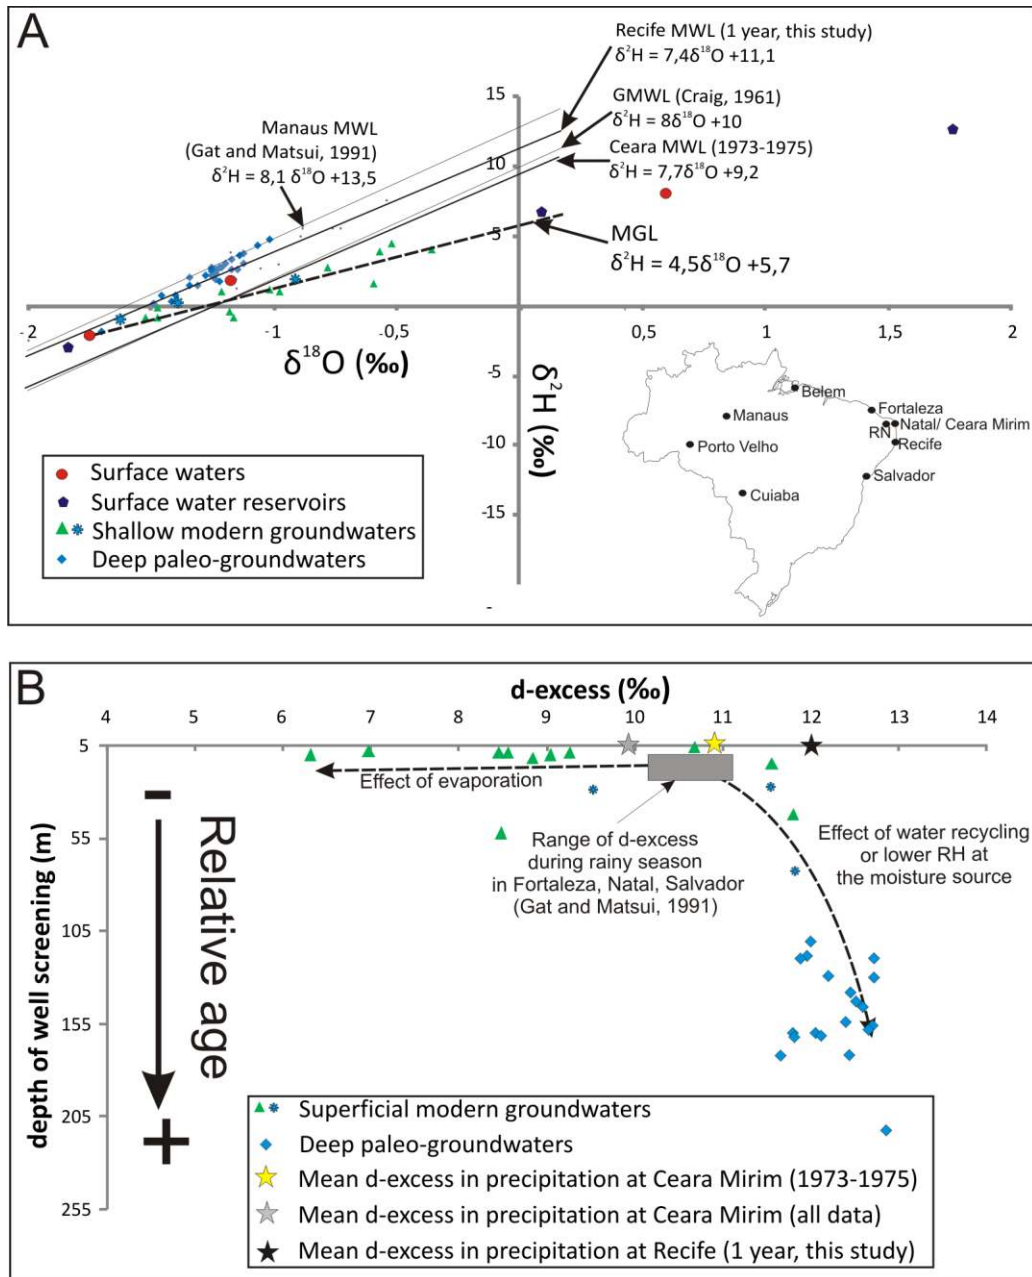 A
Recife MWL (1 year, this study)
δ²H = 7,4δ¹⁸O +11,1
GMWL (Craig, 1961)
δ²H = 8δ¹⁸O +10
Ceara MWL (1973-1975)
δ²H = 7,7δ¹⁸O +9,2
Manaus MWL
(Gat and Matsui, 1991)
δ²H = 8,1 δ¹⁸O +13,5
MGL
δ²H = 4,5δ¹⁸O +5,7
15
10
5
-2 -1 -0,5 0,5 1 1,5 2
δ¹⁸O (‰)
δ²H (‰)
-5
-10
-15
-
Belem
Fortaleza
Manaus
Natal/ Ceara Mirim
RN
Recife
Porto Velho
Salvador
Cuiaba
Surface waters
Surface water reservoirs
Shallow modern groundwaters
Deep paleo-groundwaters
B
d-excess (‰)
4 5 6 7 8 9 10 11 12 13 14
5
55
105
155
205
255
depth of well screening (m)
-
Relative age
+
Effect of evaporation
Range of d-excess
during rainy season
in Fortaleza, Natal, Salvador
(Gat and Matsui, 1991)
Effect of water recycling
or lower RH at
the moisture source
Superficial modern groundwaters
Deep paleo-groundwaters
Mean d-excess in precipitation at Ceara Mirim (1973-1975)
Mean d-excess in precipitation at Ceara Mirim (all data)
Mean d-excess in precipitation at Recife (1 year, this study)